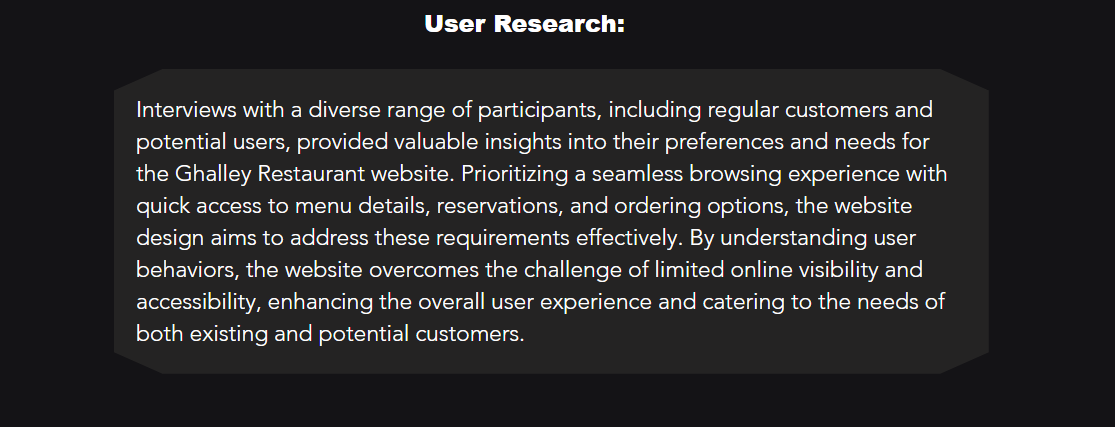 User Research:
Interviews with a diverse range of participants, including regular customers and
potential users, provided valuable insights into their preferences and needs for
the Ghalley Restaurant website. Prioritizing a seamless browsing experience with
quick access to menu details, reservations, and ordering options, the website
design aims to address these requirements effectively. By understanding user
behaviors, the website overcomes the challenge of limited online visibility and
accessibility, enhancing the overall user experience and catering to the needs of
both existing and potential customers.